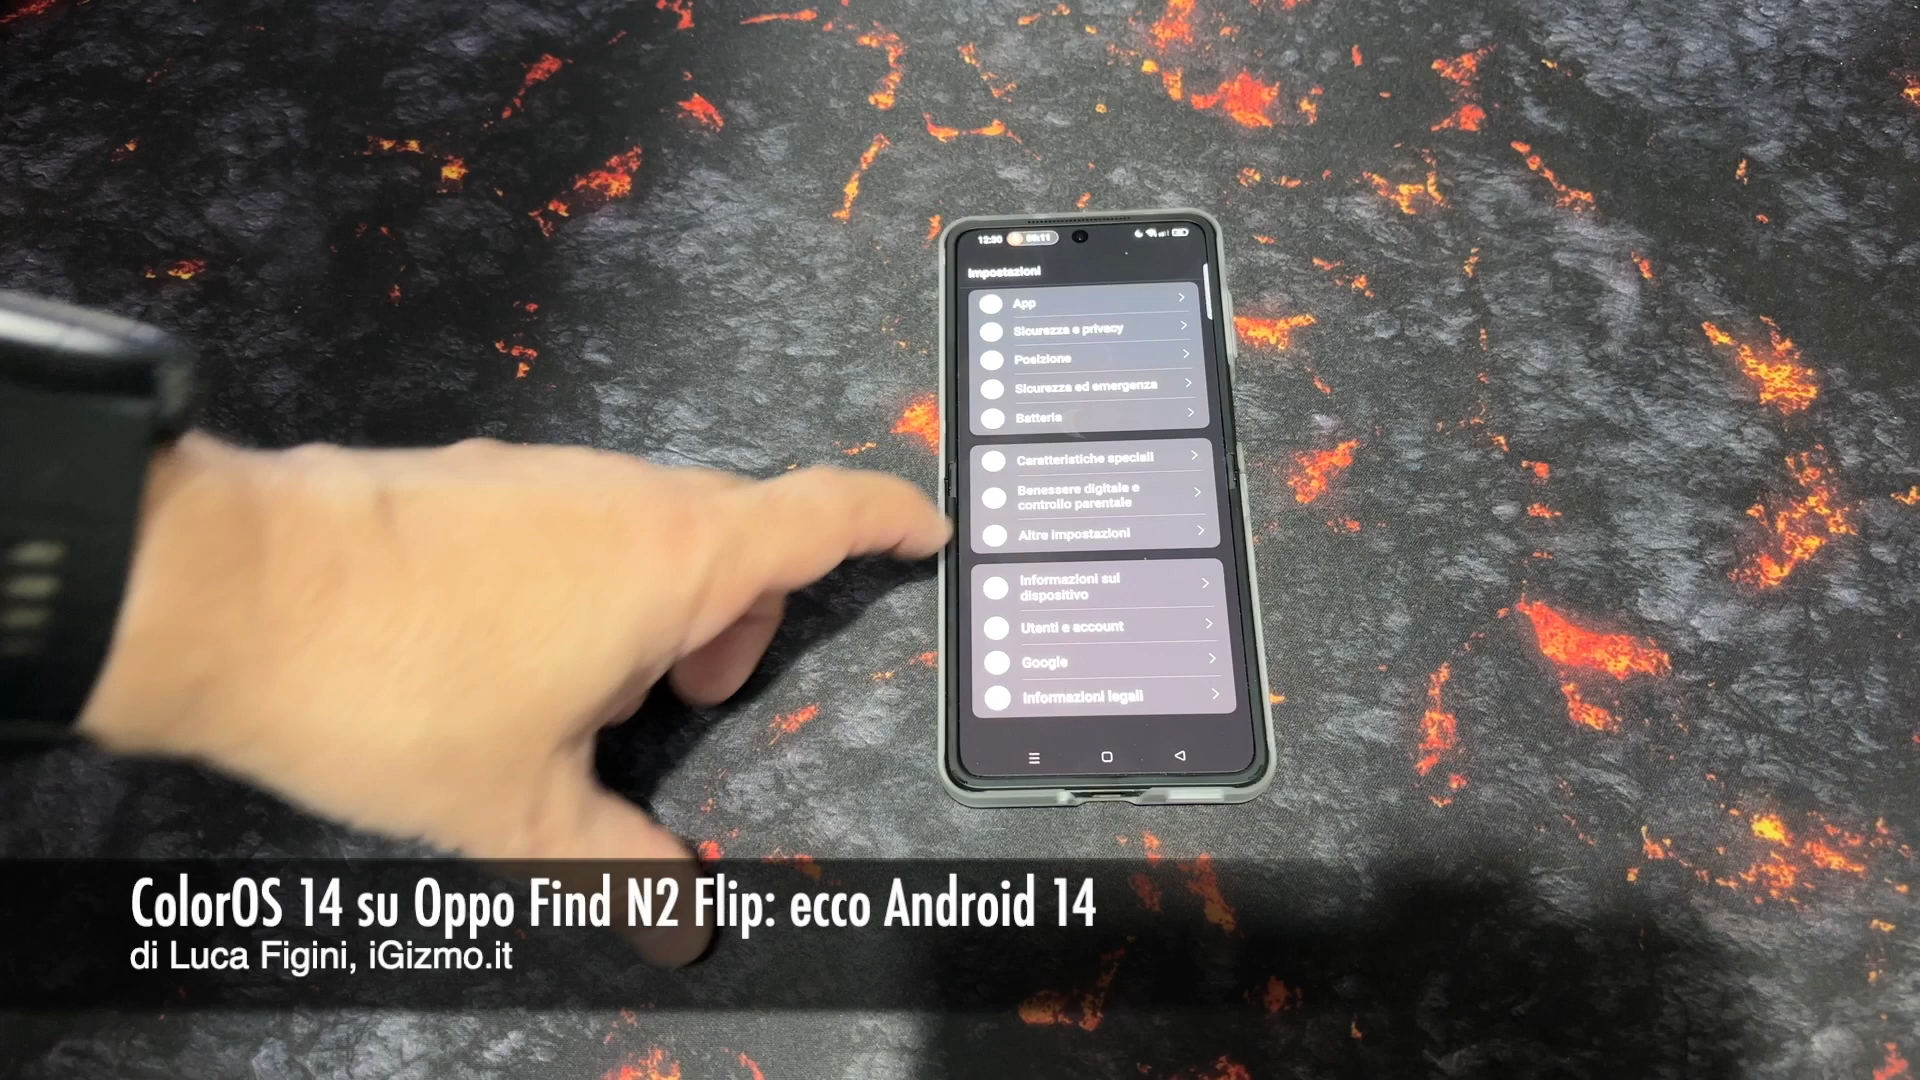 12:30 00:11
Impostazioni
App
Sicurezza e privacy
Posizione
Sicurezza ed emergenza
Batteria
Caratteristiche speciali
Benessere digitale e
controllo parentale
Altre impostazioni
Informazioni sul
dispositivo
Utenti e account
Google
Informazioni legali
ColorOS 14 su Oppo Find N2 Flip: ecco Android 14
di Luca Figini, iGizmo.it